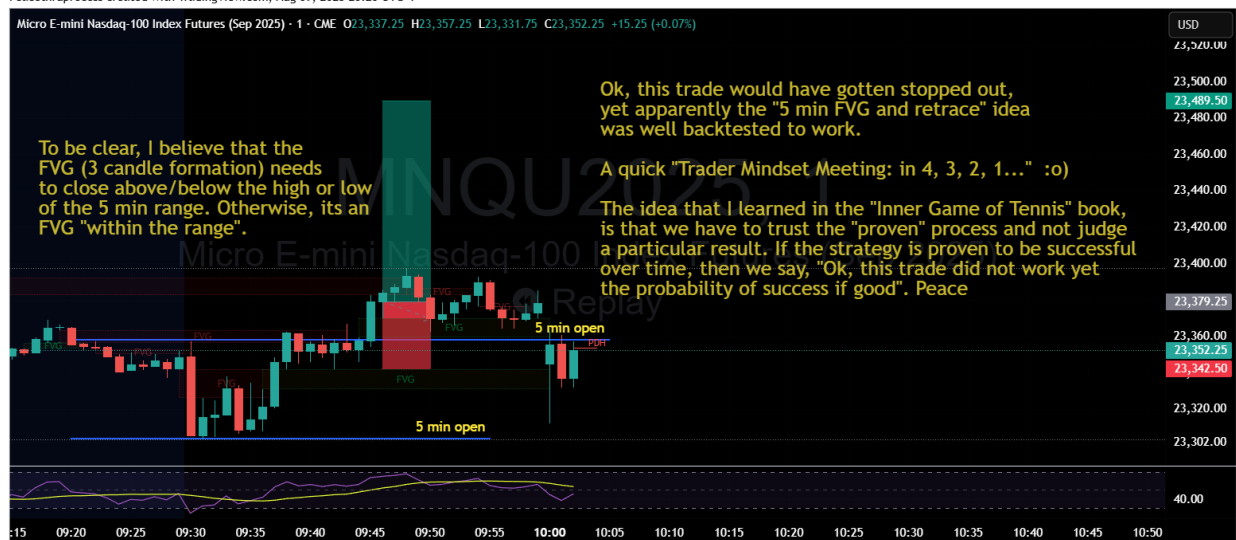 Micro E-mini Nasdaq-100 Index Futures (Sep 2025) · 1 · CME O23,337.25 H23,357.25 L23,331.75 C23,352.25 +15.25 (+0.07%)
USD
23,520.00
23,500.00
23,489.50
23,480.00
23,460.00
23,440.00
23,420.00
23,400.00
23,379.25
23,360.00
23,352.25
23,342.50
23,320.00
23,302.00
40.00
Ok, this trade would have gotten stopped out,
yet apparently the "5 min FVG and retrace" idea
was well backtested to work.
A quick "Trader Mindset Meeting: in 4, 3, 2, 1..." :o)
The idea that I learned in the "Inner Game of Tennis" book,
is that we have to trust the "proven" process and not judge
a particular result. If the strategy is proven to be successful
over time, then we say, "Ok, this trade did not work yet
the probability of success if good". Peace
To be clear, I believe that the
FVG (3 candle formation) needs
to close above/below the high or low
of the 5 min range. Otherwise, its an
FVG "within the range".
MNQU2025, 1
Micro E-mini Nasdaq-100 Index Futures (Sep 2025)
Replay
FVG
FVG
FVG
FVG
FVG
FVG
FVG
5 min open
PDH
5 min open
:15
09:20
09:25
09:30
09:35
09:40
09:45
09:50
09:55
10:00
10:05
10:10
10:15
10:20
10:25
10:30
10:35
10:40
10:45
10:50